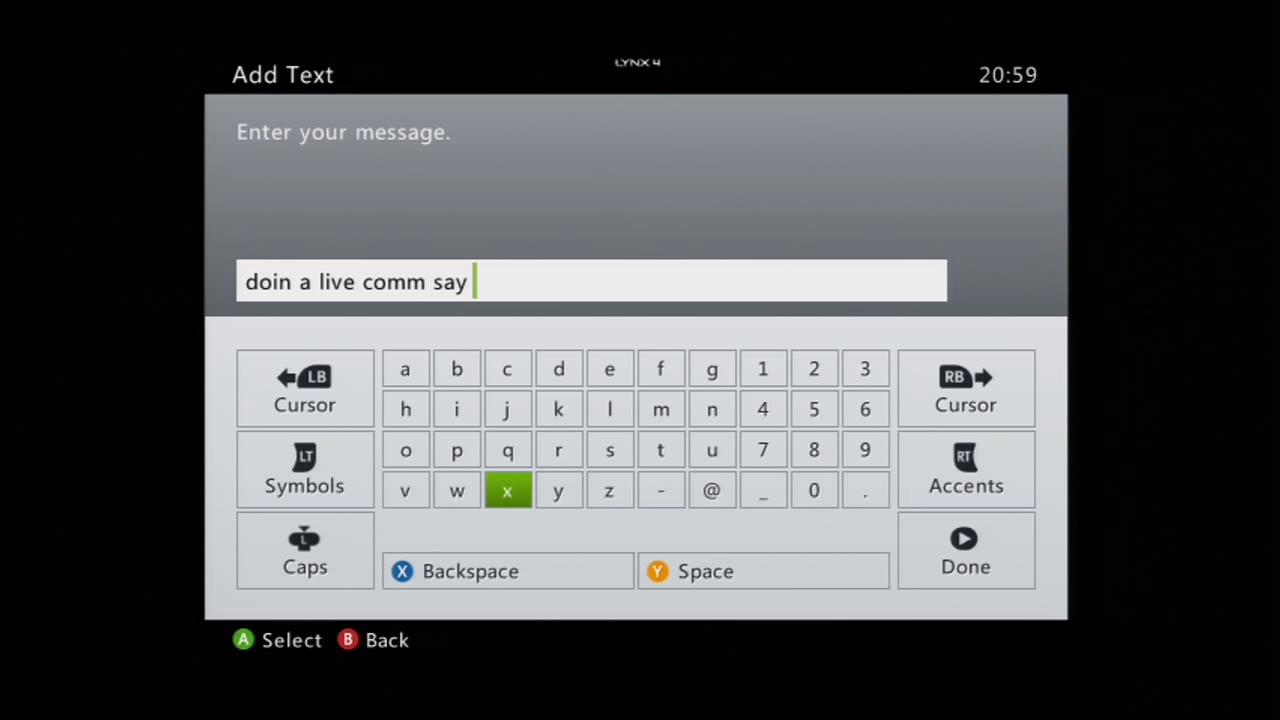 LYNX 4
Add Text
20:59
Enter your message.
doin a live comm say
LB
Cursor
a b c d e f g 1 2 3
RB
Cursor
h i j k l m n 4 5 6
LT
Symbols
o p q r s t u 7 8 9
RT
Accents
v w x y z - @ _ 0 .
L
Caps
X Backspace
Y Space
Done
A Select B Back